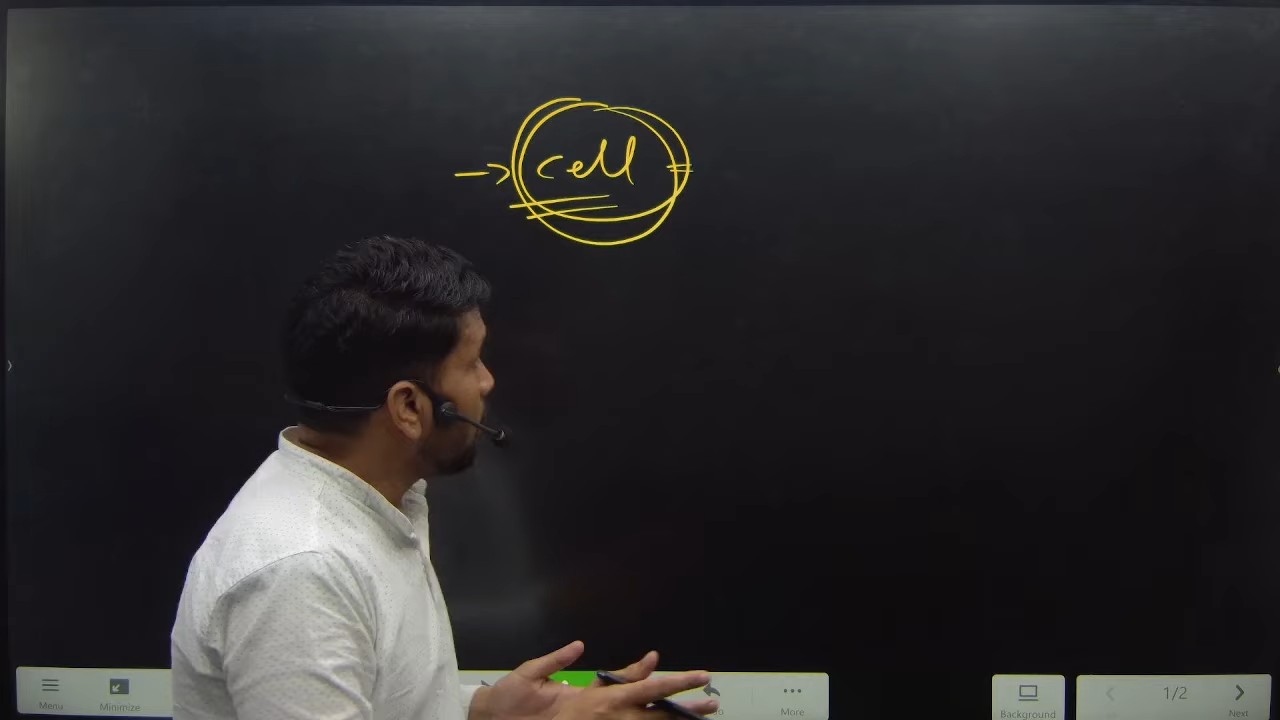 → cell =
Menu
Minimize
More
Background
1/2
Next